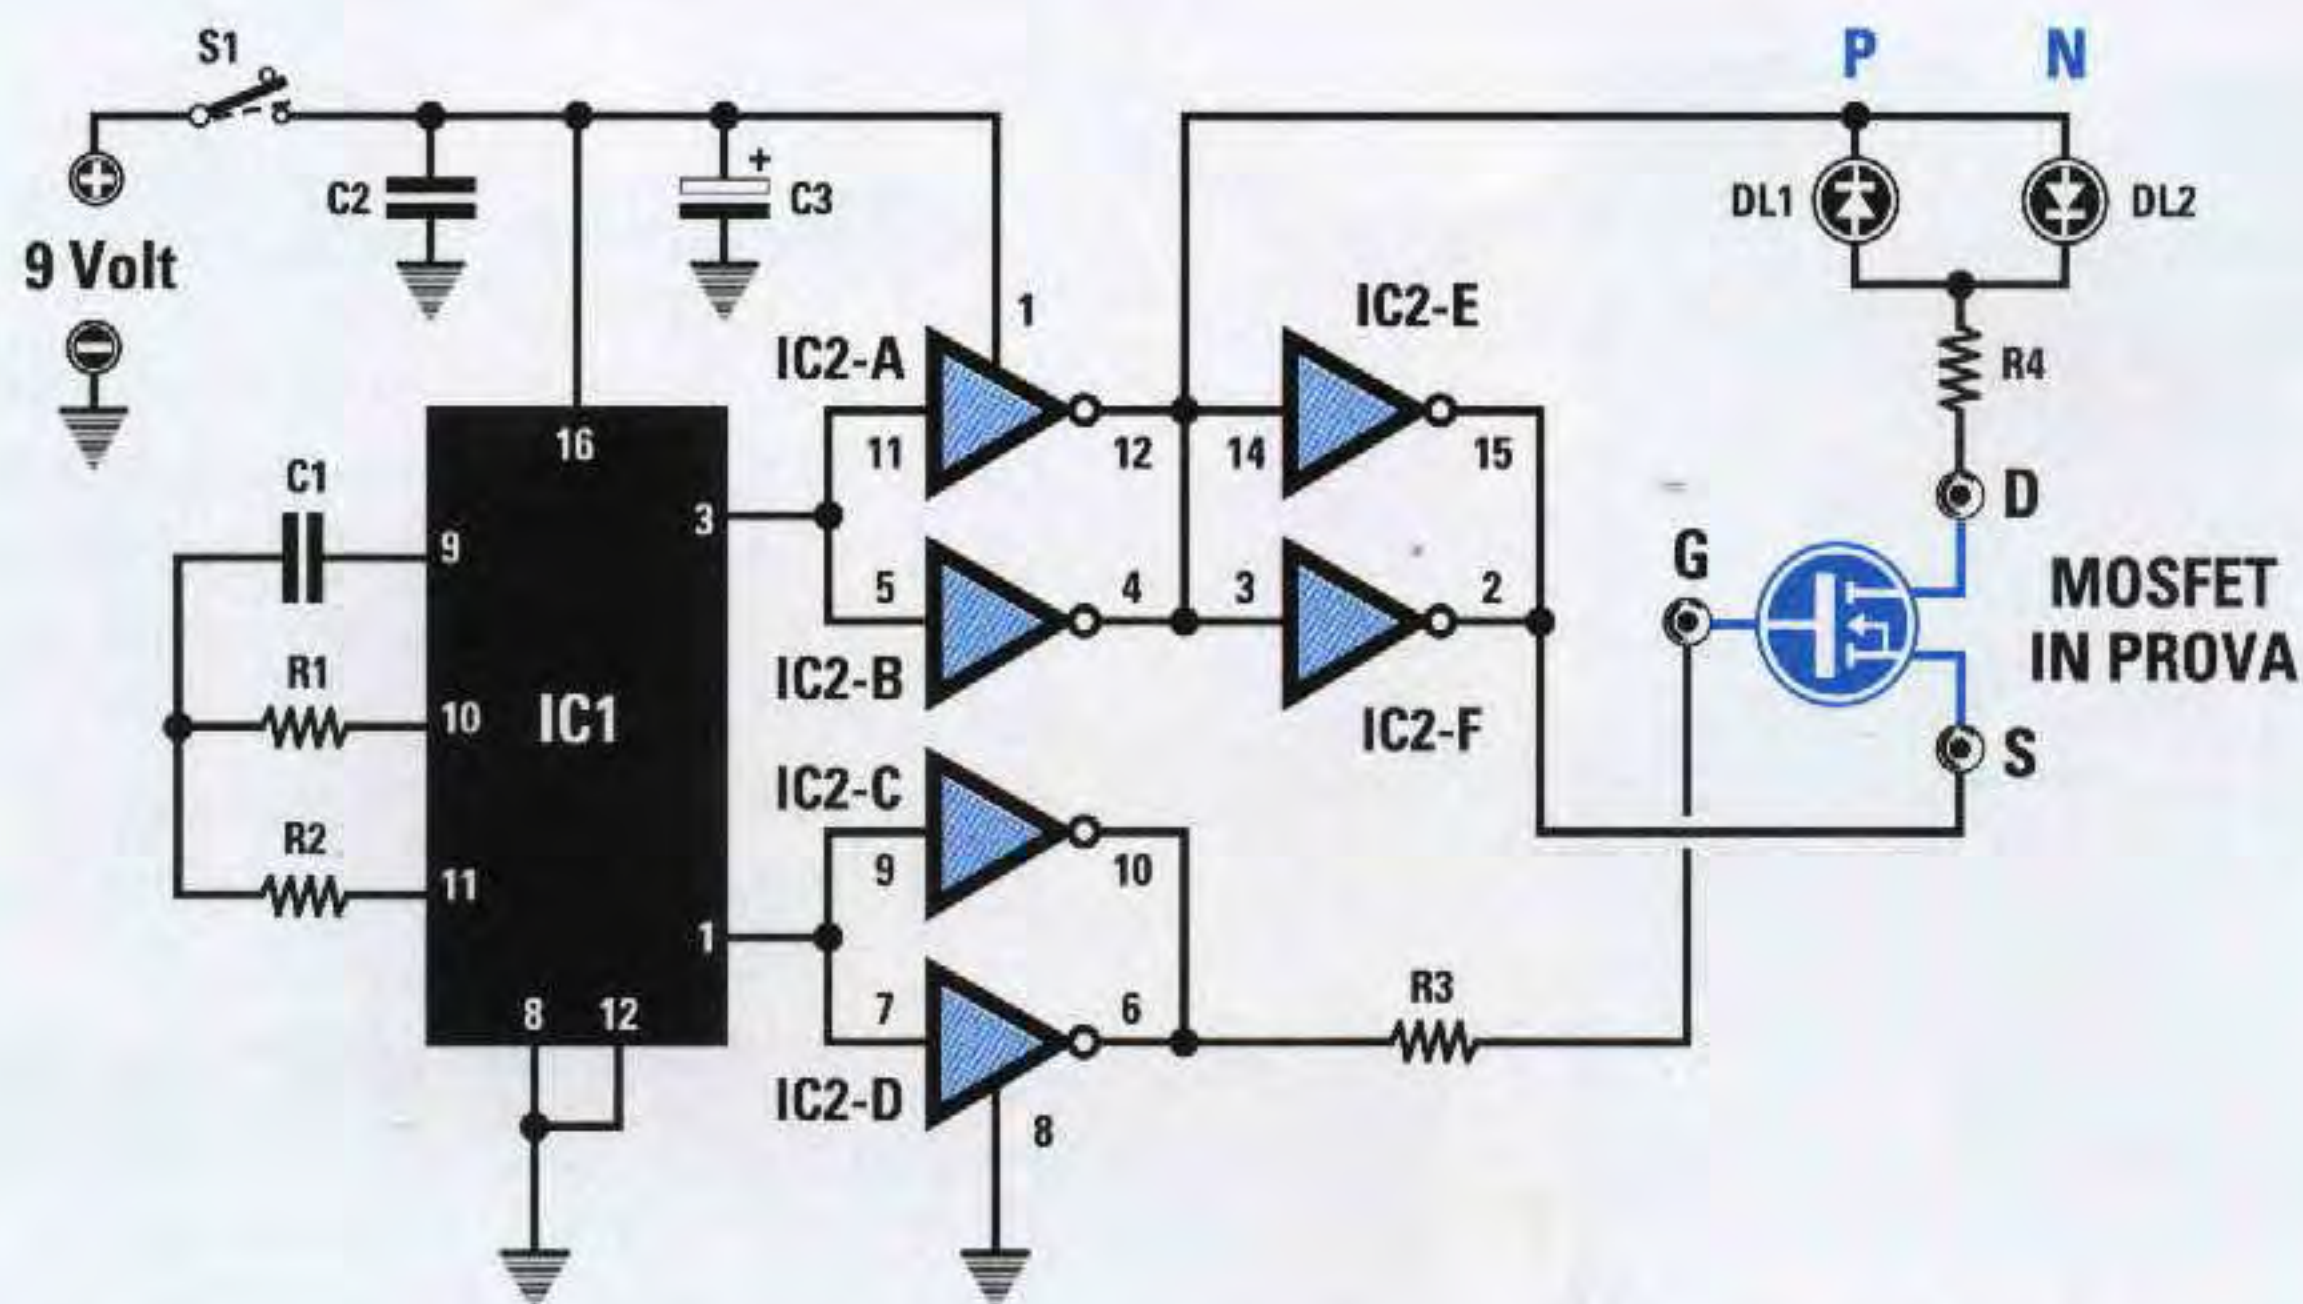 S1
P N
C2
+
C3
DL1
DL2
9 Volt
1
IC2-E
IC2-A
R4
16
11
12
14
15
C1
D
3
9
G
5
4
3
2
MOSFET
IN PROVA
R1
IC2-B
10
IC1
IC2-F
S
IC2-C
R2
11
9
10
1
7
6
R3
8 12
IC2-D
8